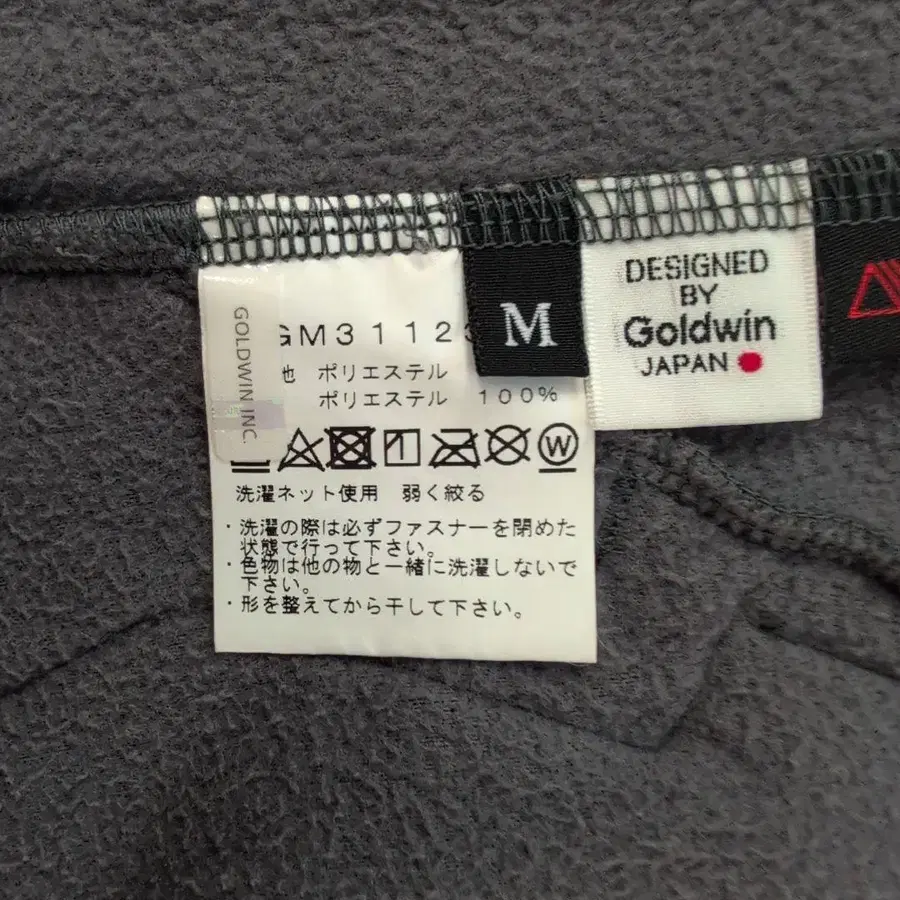 GOLDWIN INC.
GM31123
地 ポリエステル
ポリエステル 100%
W
洗濯ネット使用 弱く絞る
・洗濯の際は必ずファスナーを閉めた
状態で行って下さい。
・色物は他の物と一緒に洗濯しないで
下さい。
・形を整えてから干して下さい。
M
DESIGNED
BY
Goldwin
JAPAN